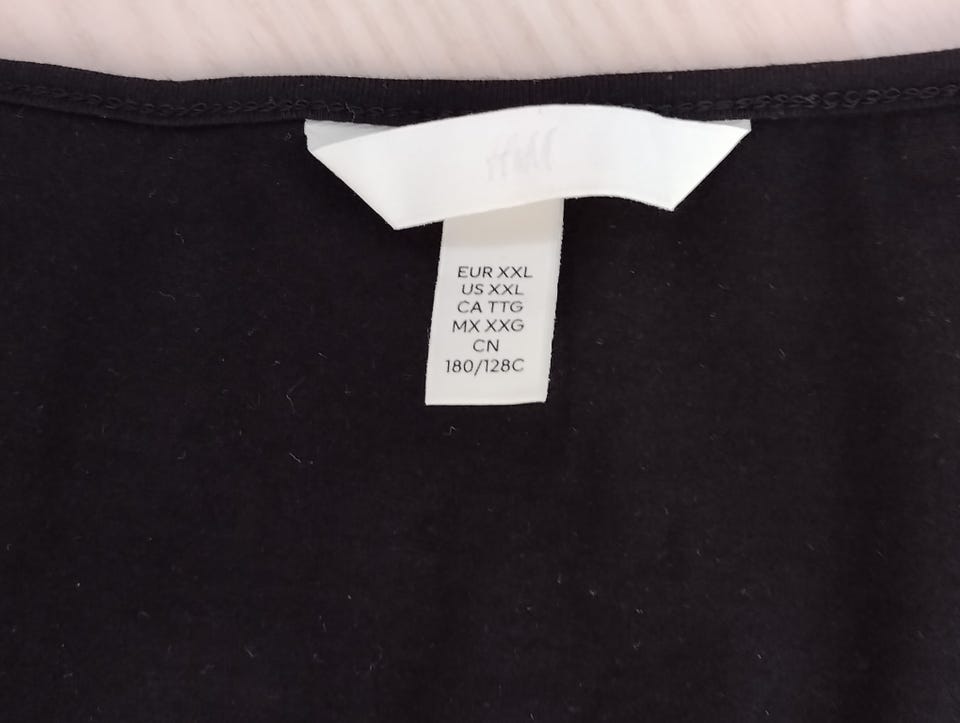 EUR XXL
US XXL
CA TTG
MX XXG
CN
180/128C